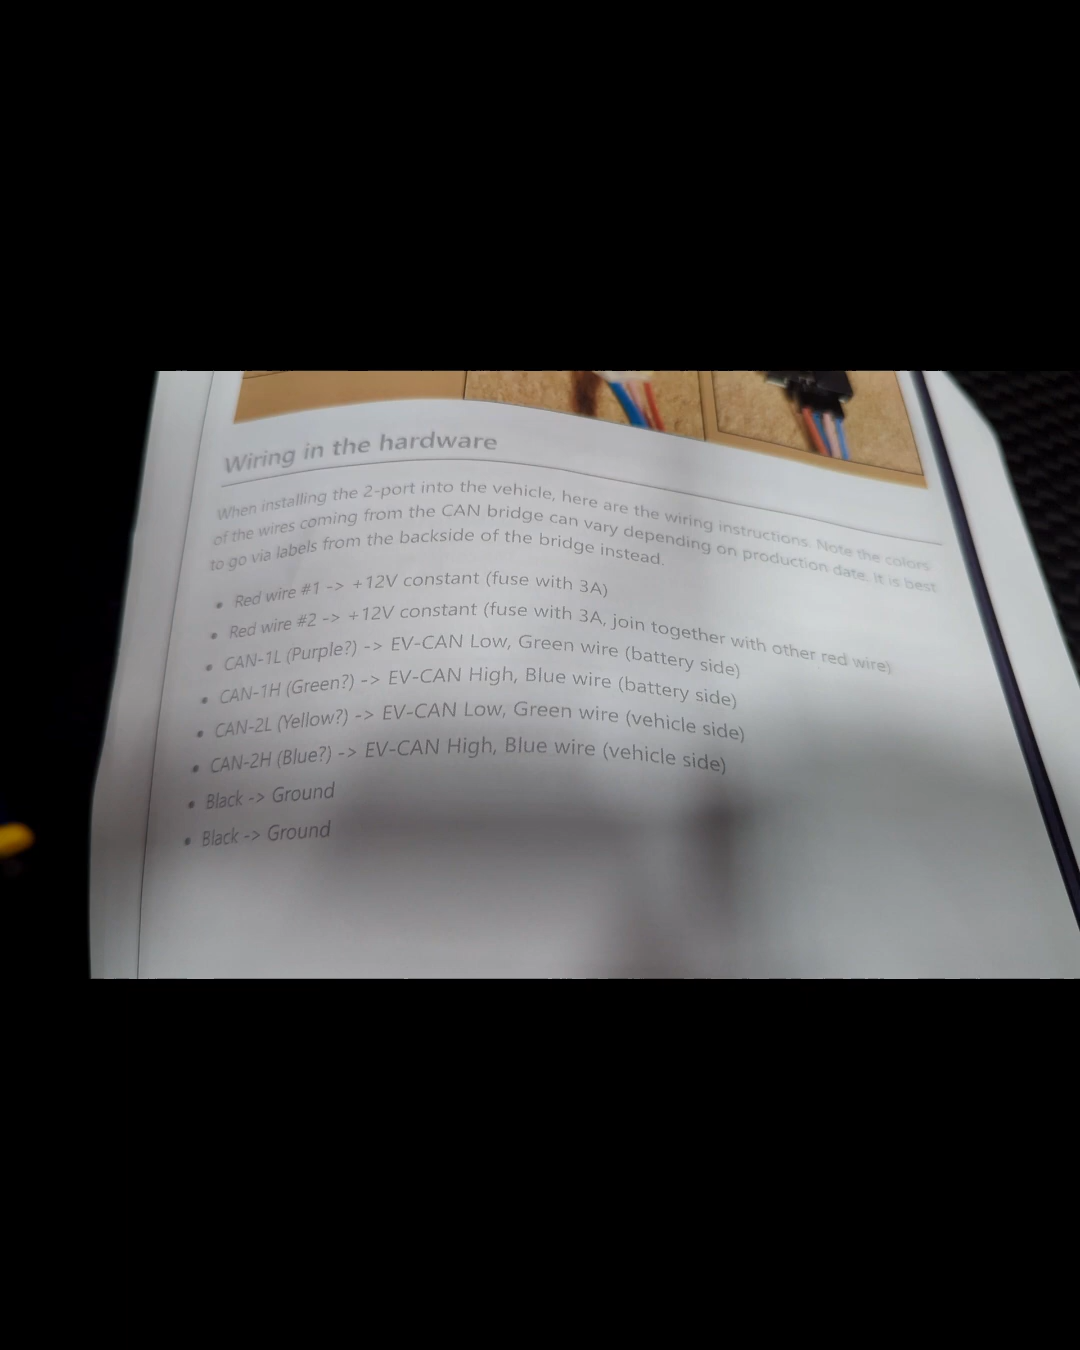 Wiring in the hardware
When installing the 2-port into the vehicle, here are the wiring instructions. Note the colors
of the wires coming from the CAN bridge can vary depending on production date. It is best
to go via labels from the backside of the bridge instead.
• Red wire #1 -> +12V constant (fuse with 3A)
• Red wire #2 -> +12V constant (fuse with 3A, join together with other red wire)
• CAN-1L (Purple?) -> EV-CAN Low, Green wire (battery side)
• CAN-1H (Green?) -> EV-CAN High, Blue wire (battery side)
• CAN-2L (Yellow?) -> EV-CAN Low, Green wire (vehicle side)
• CAN-2H (Blue?) -> EV-CAN High, Blue wire (vehicle side)
• Black -> Ground
• Black -> Ground